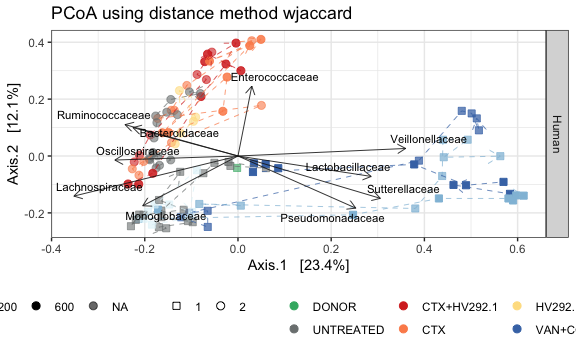 PCoA using distance method wjaccard
0.4
0.2
0.0
-0.2
Axis.2 [12.1%]
Enterococcaceae
Ruminococcaceae
Bacteroidaceae
Veillonellaceae
Oscillospiraceae
Lactobacillaceae
Lachnospiraceae
Sutterellaceae
Monoglobaceae
Pseudomonadaceae
Human
-0.4 -0.2 0.0 0.2 0.4 0.6
Axis.1 [23.4%]
200 600 NA 1 2 DONOR CTX+HV292.1 HV292.
UNTREATED CTX VAN+C